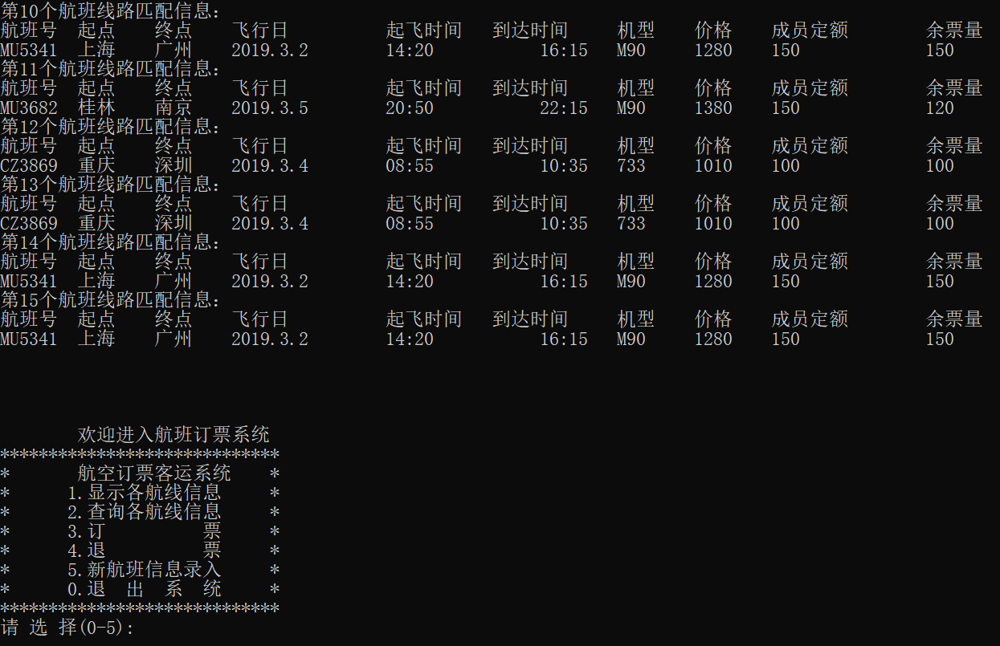 第10个航班线路匹配信息:
航班号 起点 终点 飞行日 起飞时间 到达时间 机型 价格 成员定额 余票量
MU5341 上海 广州 2019.3.2 14:20 16:15 M90 1280 150 150
第11个航班线路匹配信息:
航班号 起点 终点 飞行日 起飞时间 到达时间 机型 价格 成员定额 余票量
MU3682 桂林 南京 2019.3.5 20:50 22:15 M90 1380 150 120
第12个航班线路匹配信息:
航班号 起点 终点 飞行日 起飞时间 到达时间 机型 价格 成员定额 余票量
CZ3869 重庆 深圳 2019.3.4 08:55 10:35 733 1010 100 100
第13个航班线路匹配信息:
航班号 起点 终点 飞行日 起飞时间 到达时间 机型 价格 成员定额 余票量
CZ3869 重庆 深圳 2019.3.4 08:55 10:35 733 1010 100 100
第14个航班线路匹配信息:
航班号 起点 终点 飞行日 起飞时间 到达时间 机型 价格 成员定额 余票量
MU5341 上海 广州 2019.3.2 14:20 16:15 M90 1280 150 150
第15个航班线路匹配信息:
航班号 起点 终点 飞行日 起飞时间 到达时间 机型 价格 成员定额 余票量
MU5341 上海 广州 2019.3.2 14:20 16:15 M90 1280 150 150
欢迎进入航班订票系统
*****************************
* 航空订票客运系统 *
* 1.显示各航线信息 *
* 2.查询各航线信息 *
* 3.订 票 *
* 4.退 票 *
* 5.新航班信息录入 *
* 0.退 出 系 统 *
*****************************
请 选 择(0-5):